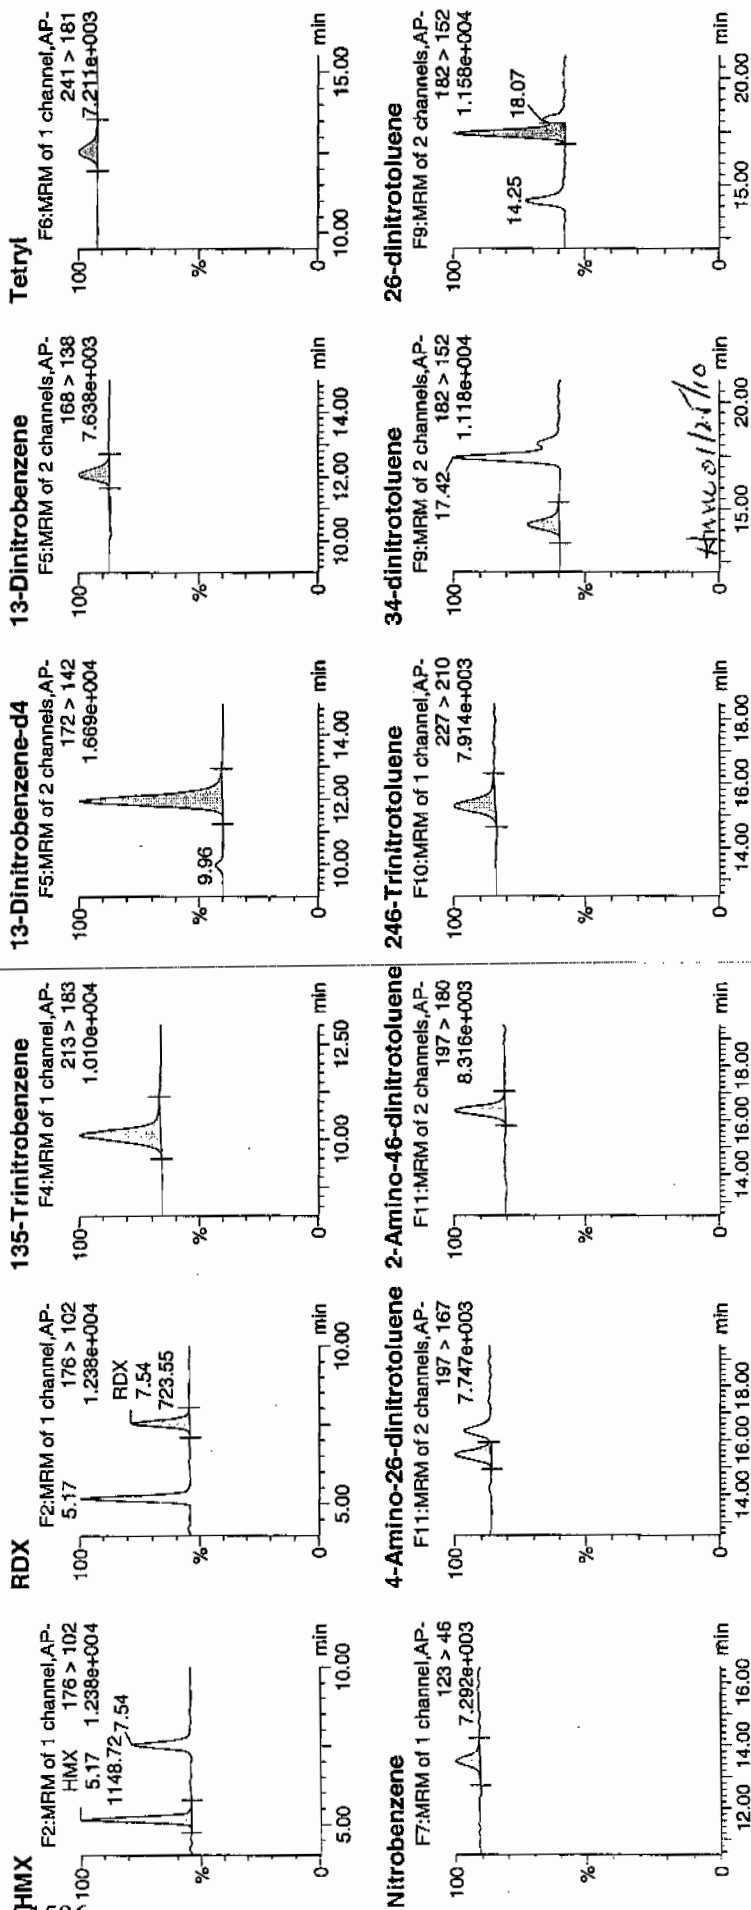 HMX
F2:MRM of 1 channel,AP-
176 > 102
1.238e+004
HMX
5.17
1148.72
7.54
100
%
0
5.00
10.00
min
RDX
F2:MRM of 1 channel,AP-
176 > 102
1.238e+004
5.17
RDX
7.54
723.55
100
%
0
5.00
10.00
min
135-Trinitrobenzene
F4:MRM of 1 channel,AP-
213 > 183
1.010e+004
100
%
0
10.00
12.50
min
13-Dinitrobenzene-d4
F5:MRM of 2 channels,AP-
172 > 142
1.669e+004
9.96
100
%
0
10.00
12.00
14.00
min
13-Dinitrobenzene
F5:MRM of 2 channels,AP-
168 > 138
7.638e+003
100
%
0
10.00
12.00
14.00
min
Tetryl
F6:MRM of 1 channel,AP-
241 > 181
7.211e+003
100
%
0
10.00
15.00
min
Nitrobenzene
F7:MRM of 1 channel,AP-
123 > 46
7.292e+003
100
%
0
12.00
14.00
16.00
min
4-Amino-26-dinitrotoluene
F11:MRM of 2 channels,AP-
197 > 167
7.747e+003
100
%
0
14.00
16.00
18.00
min
2-Amino-46-dinitrotoluene
F11:MRM of 2 channels,AP-
197 > 180
8.316e+003
100
%
0
14.00
16.00
18.00
min
246-Trinitrotoluene
F10:MRM of 1 channel,AP-
227 > 210
7.914e+003
100
%
0
14.00
16.00
18.00
min
34-dinitrotoluene
F9:MRM of 2 channels,AP-
182 > 152
1.118e+004
17.42
100
%
0
15.00
20.00
min
26-dinitrotoluene
F9:MRM of 2 channels,AP-
182 > 152
1.158e+004
14.25
18.07
100
%
0
15.00
20.00
min